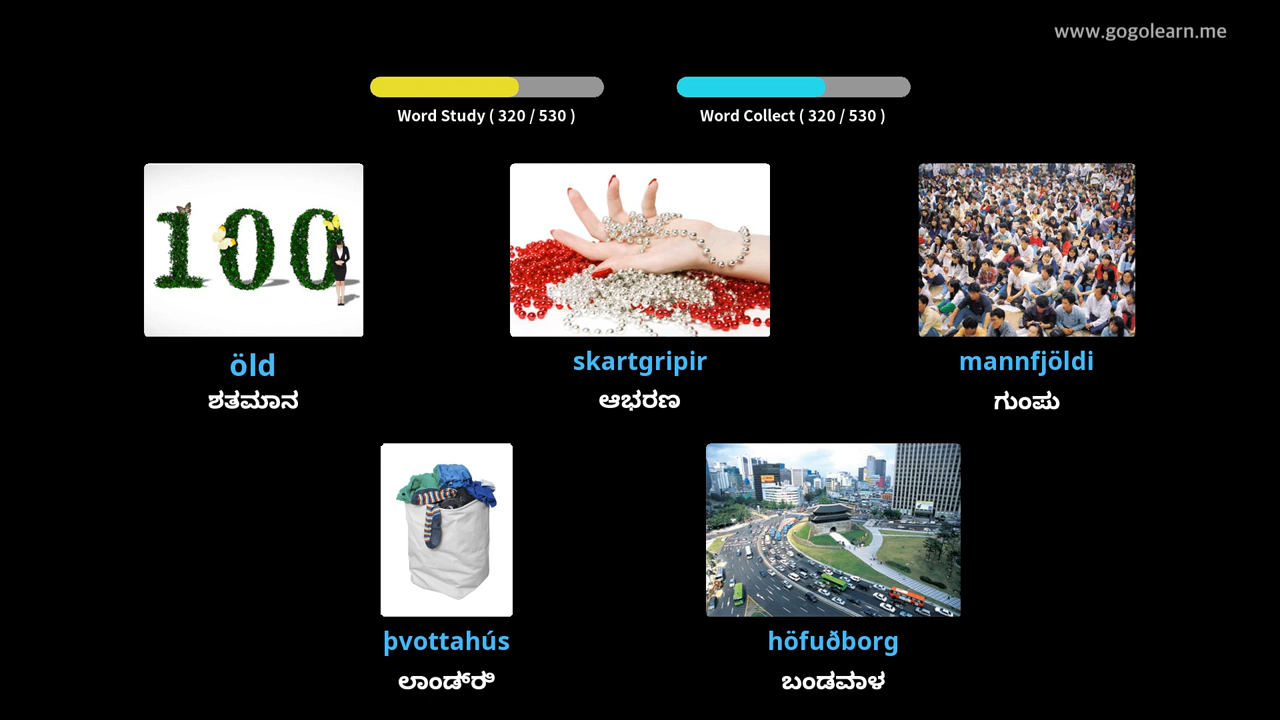 www.gogolearn.me
Word Study ( 320 / 530 )
Word Collect ( 320 / 530 )
100
öld
ಶತಮಾನ
skartgripir
ಆಭರಣ
mannfjöldi
ಗುಂಪು
þvottahús
ಲಾಂಡ್ರಿ
höfuðborg
ಬಂಡವಾಳ